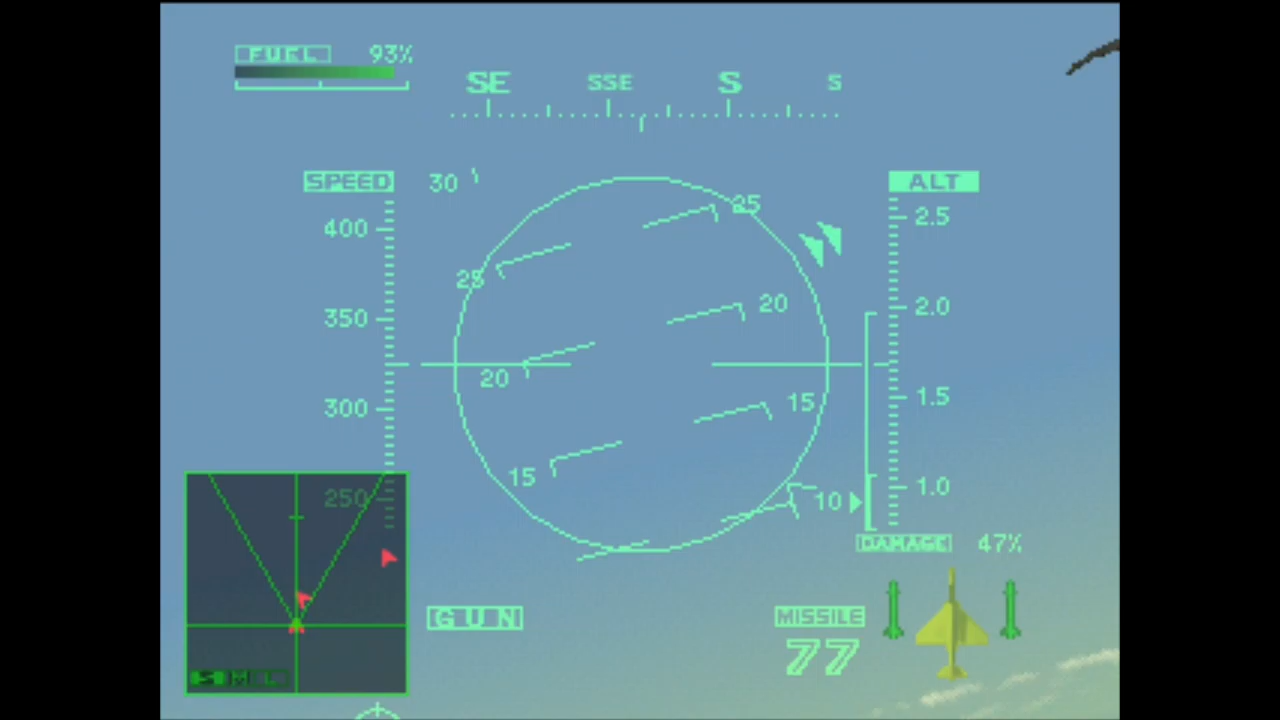 FUEL 93%
SE SSE S S
SPEED 30 25 ALT
400 2.5
25
20 2.0
350
20
300 15 1.5
15
250 10 1.0
DAMAGE 47%
GUN MISSILE
77